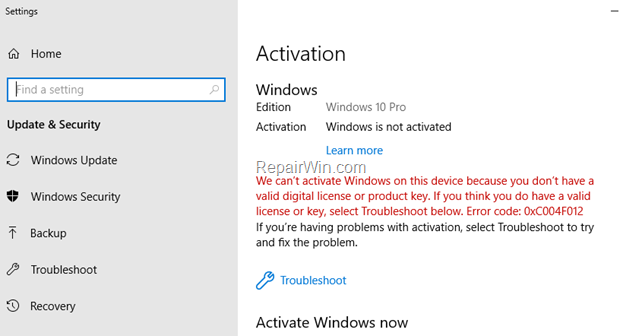 Settings
Home
Find a setting
Update & Security
Windows Update
Windows Security
Backup
Troubleshoot
Recovery
Activation
Windows
Edition Windows 10 Pro
Activation Windows is not activated
Learn more
RepairWin.com
We can't activate Windows on this device because you don't have a
valid digital license or product key. If you think you do have a valid
license or key, select Troubleshoot below. Error code: 0xC004F012
If you're having problems with activation, select Troubleshoot to try
and fix the problem.
Troubleshoot
Activate Windows now